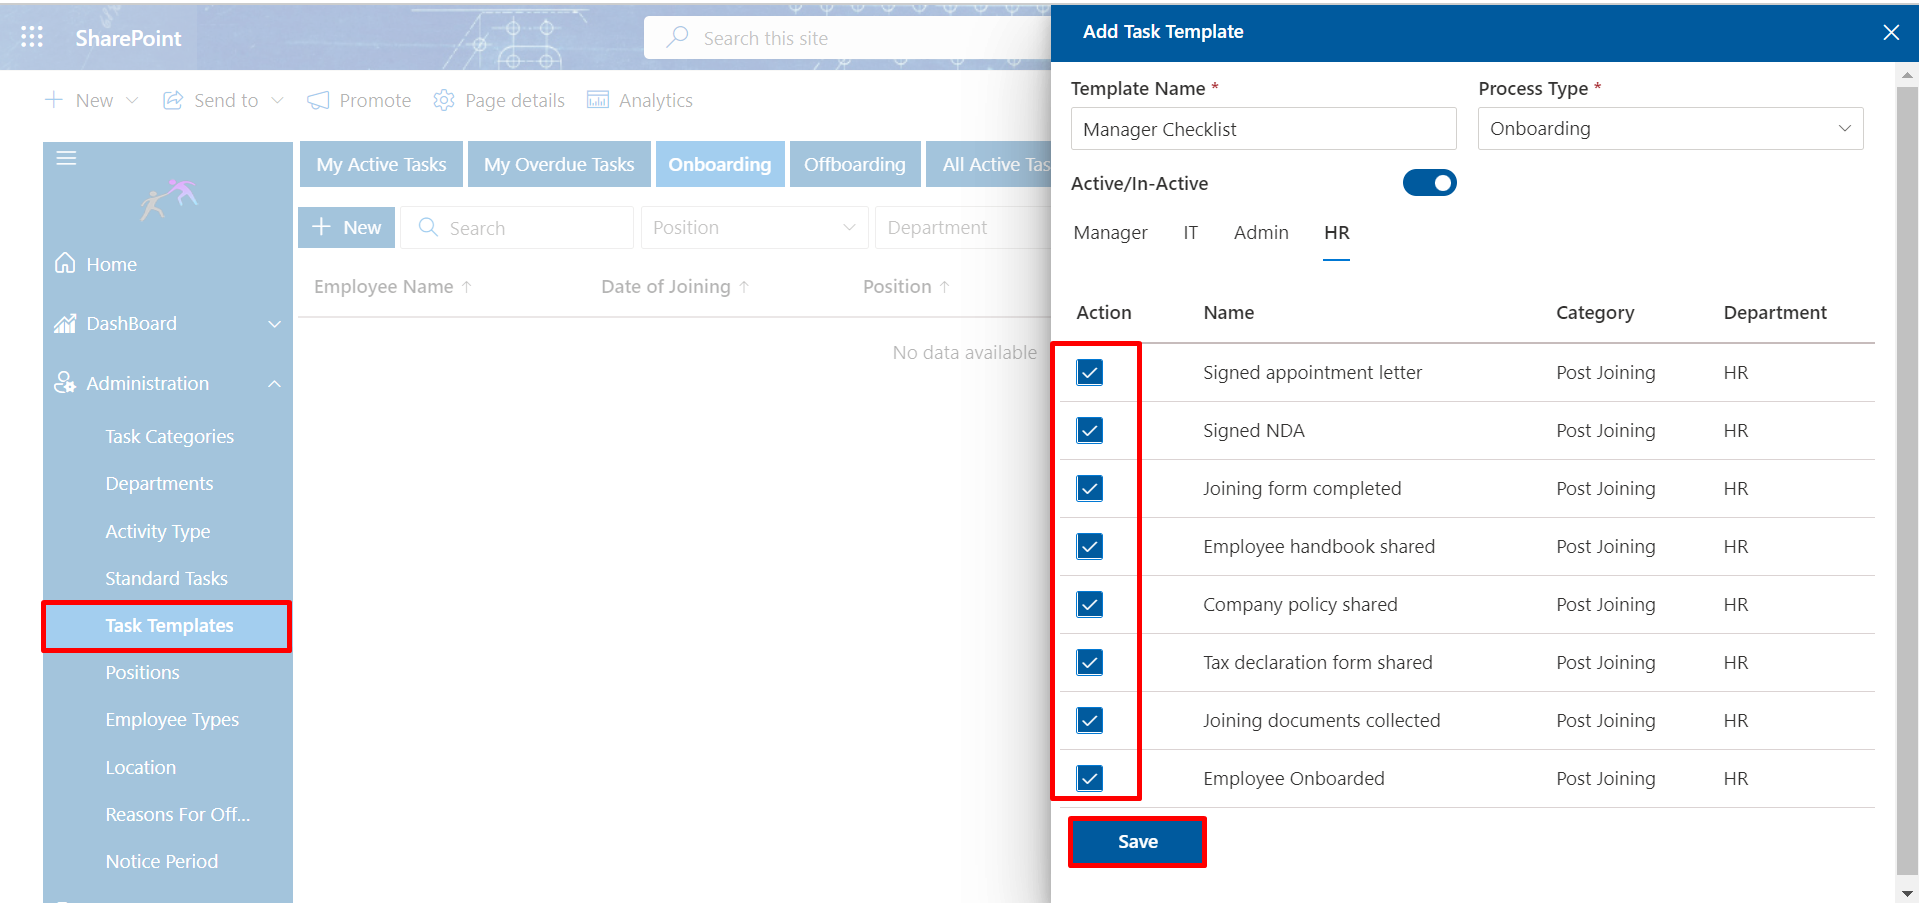 SharePoint
Search this site
New
Send to
Promote
Page details
Analytics
Home
DashBoard
Administration
Task Categories
Departments
Activity Type
Standard Tasks
Task Templates
Positions
Employee Types
Location
Reasons For Off...
Notice Period
My Active Tasks
My Overdue Tasks
Onboarding
Offboarding
All Active Tas
New
Search
Position
Department
Employee Name ↑ Date of Joining ↑ Position ↑
No data available
Add Task Template
Template Name * Process Type *
Manager Checklist Onboarding
Active/In-Active
Manager IT Admin HR
Action Name Category Department
Signed appointment letter Post Joining HR
Signed NDA Post Joining HR
Joining form completed Post Joining HR
Employee handbook shared Post Joining HR
Company policy shared Post Joining HR
Tax declaration form shared Post Joining HR
Joining documents collected Post Joining HR
Employee Onboarded Post Joining HR
Save